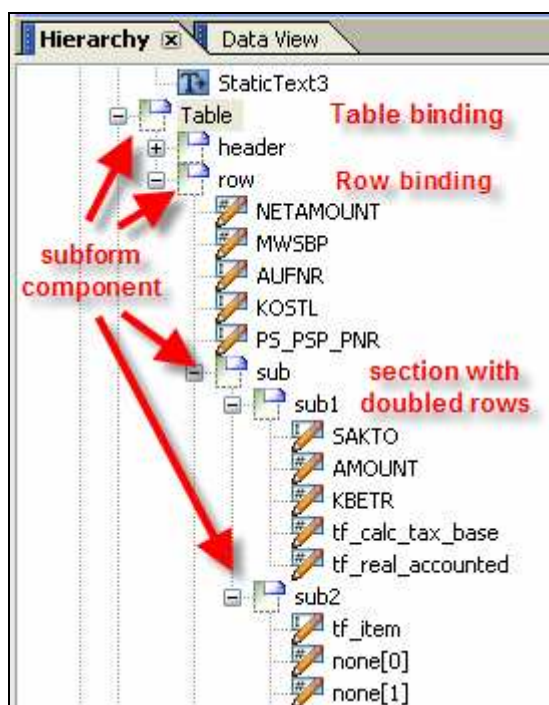 Hierarchy Data View
StaticText3
Table Table binding
header
row Row binding
NETAMOUNT
MWSBP
AUFNR
KOSTL
PS_PSP_PNR
subform
component
sub section with
doubled rows
sub1
SAKTO
AMOUNT
KBETR
tf_calc_tax_base
tf_real_accounted
sub2
tf_item
none[0]
none[1]